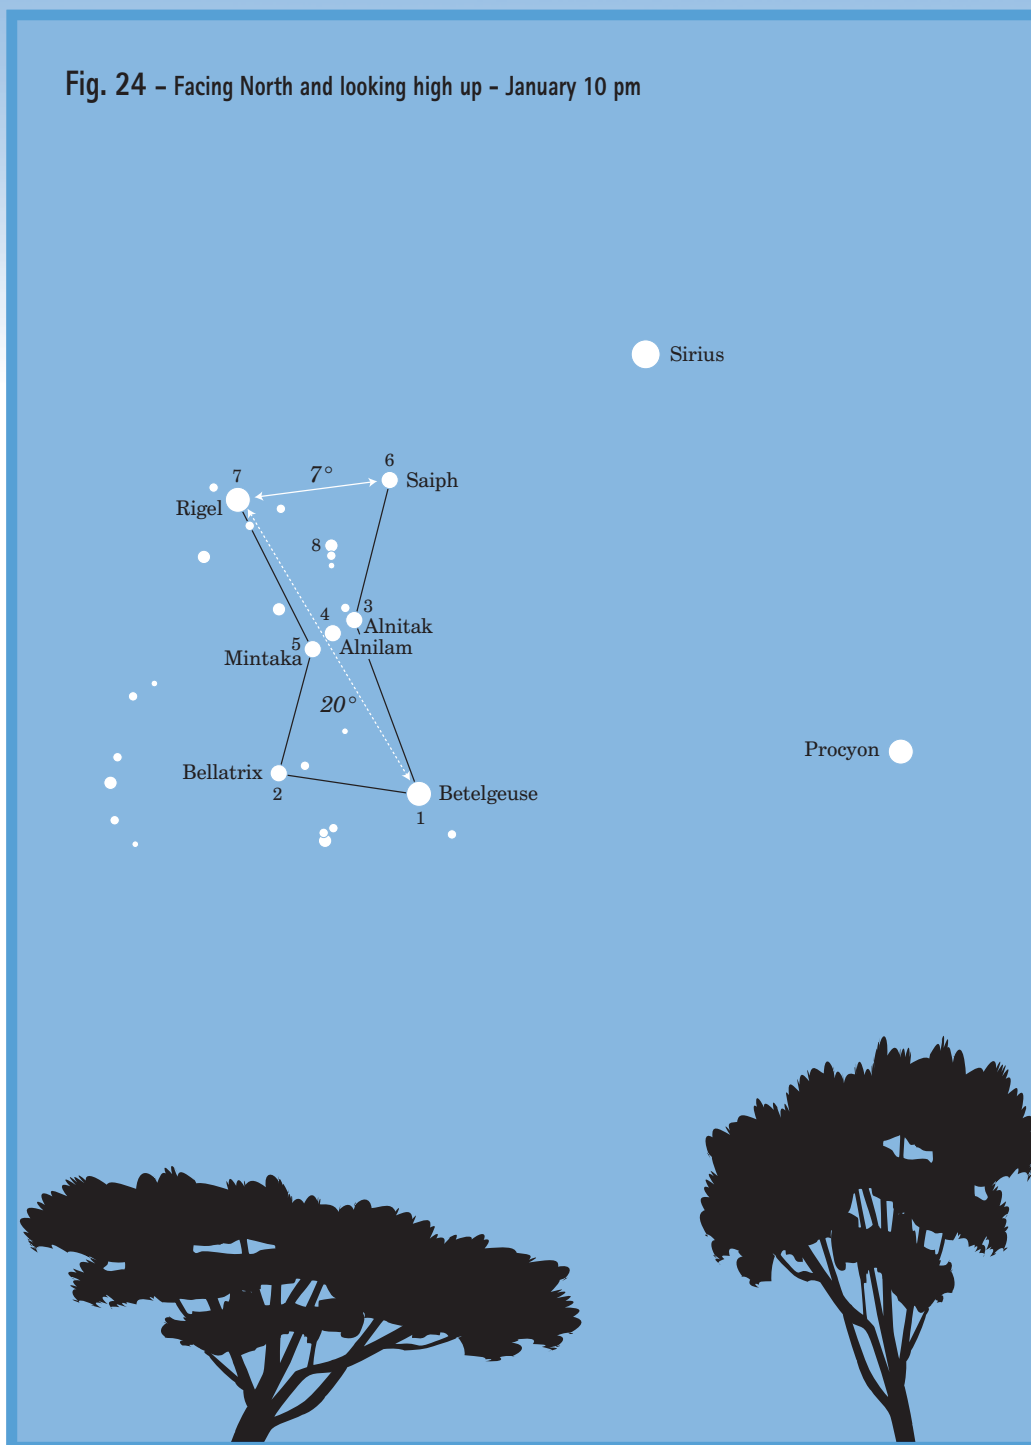 Fig. 24 – Facing North and looking high up – January 10 pm
Sirius
6
7°
7
Saiph
Rigel
8
3
4
Alnitak
5
Alnilam
Mintaka
20°
Procyon
Bellatrix
2
Betelgeuse
1